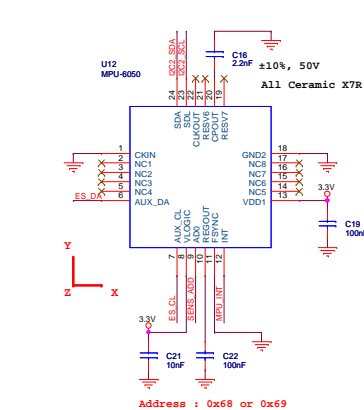 I2C2_SDA
I2C2_SCL
C16
2.2nF
±10%, 50V
All Ceramic X7R
U12
MPU-6050
24
23
22
21
20
19
SDA
SDL
CLKOUT
RESV6
CPOUT
RESV7
1
CKIN
GND2
18
2
NC1
NC8
17
3
NC2
NC7
16
4
NC3
NC6
15
5
NC4
NC5
14
ES_DA
6
AUX_DA
VDD1
13
3.3V
C19
100n
AUX_CL
VLOGIC
AD0
REGOUT
FSYNC
INT
7
8
9
10
11
12
ES_CL
SENS_ADD
MPU_INT
Y
Z
X
3.3V
C21
10nF
C22
100nF
Address : 0x68 or 0x69